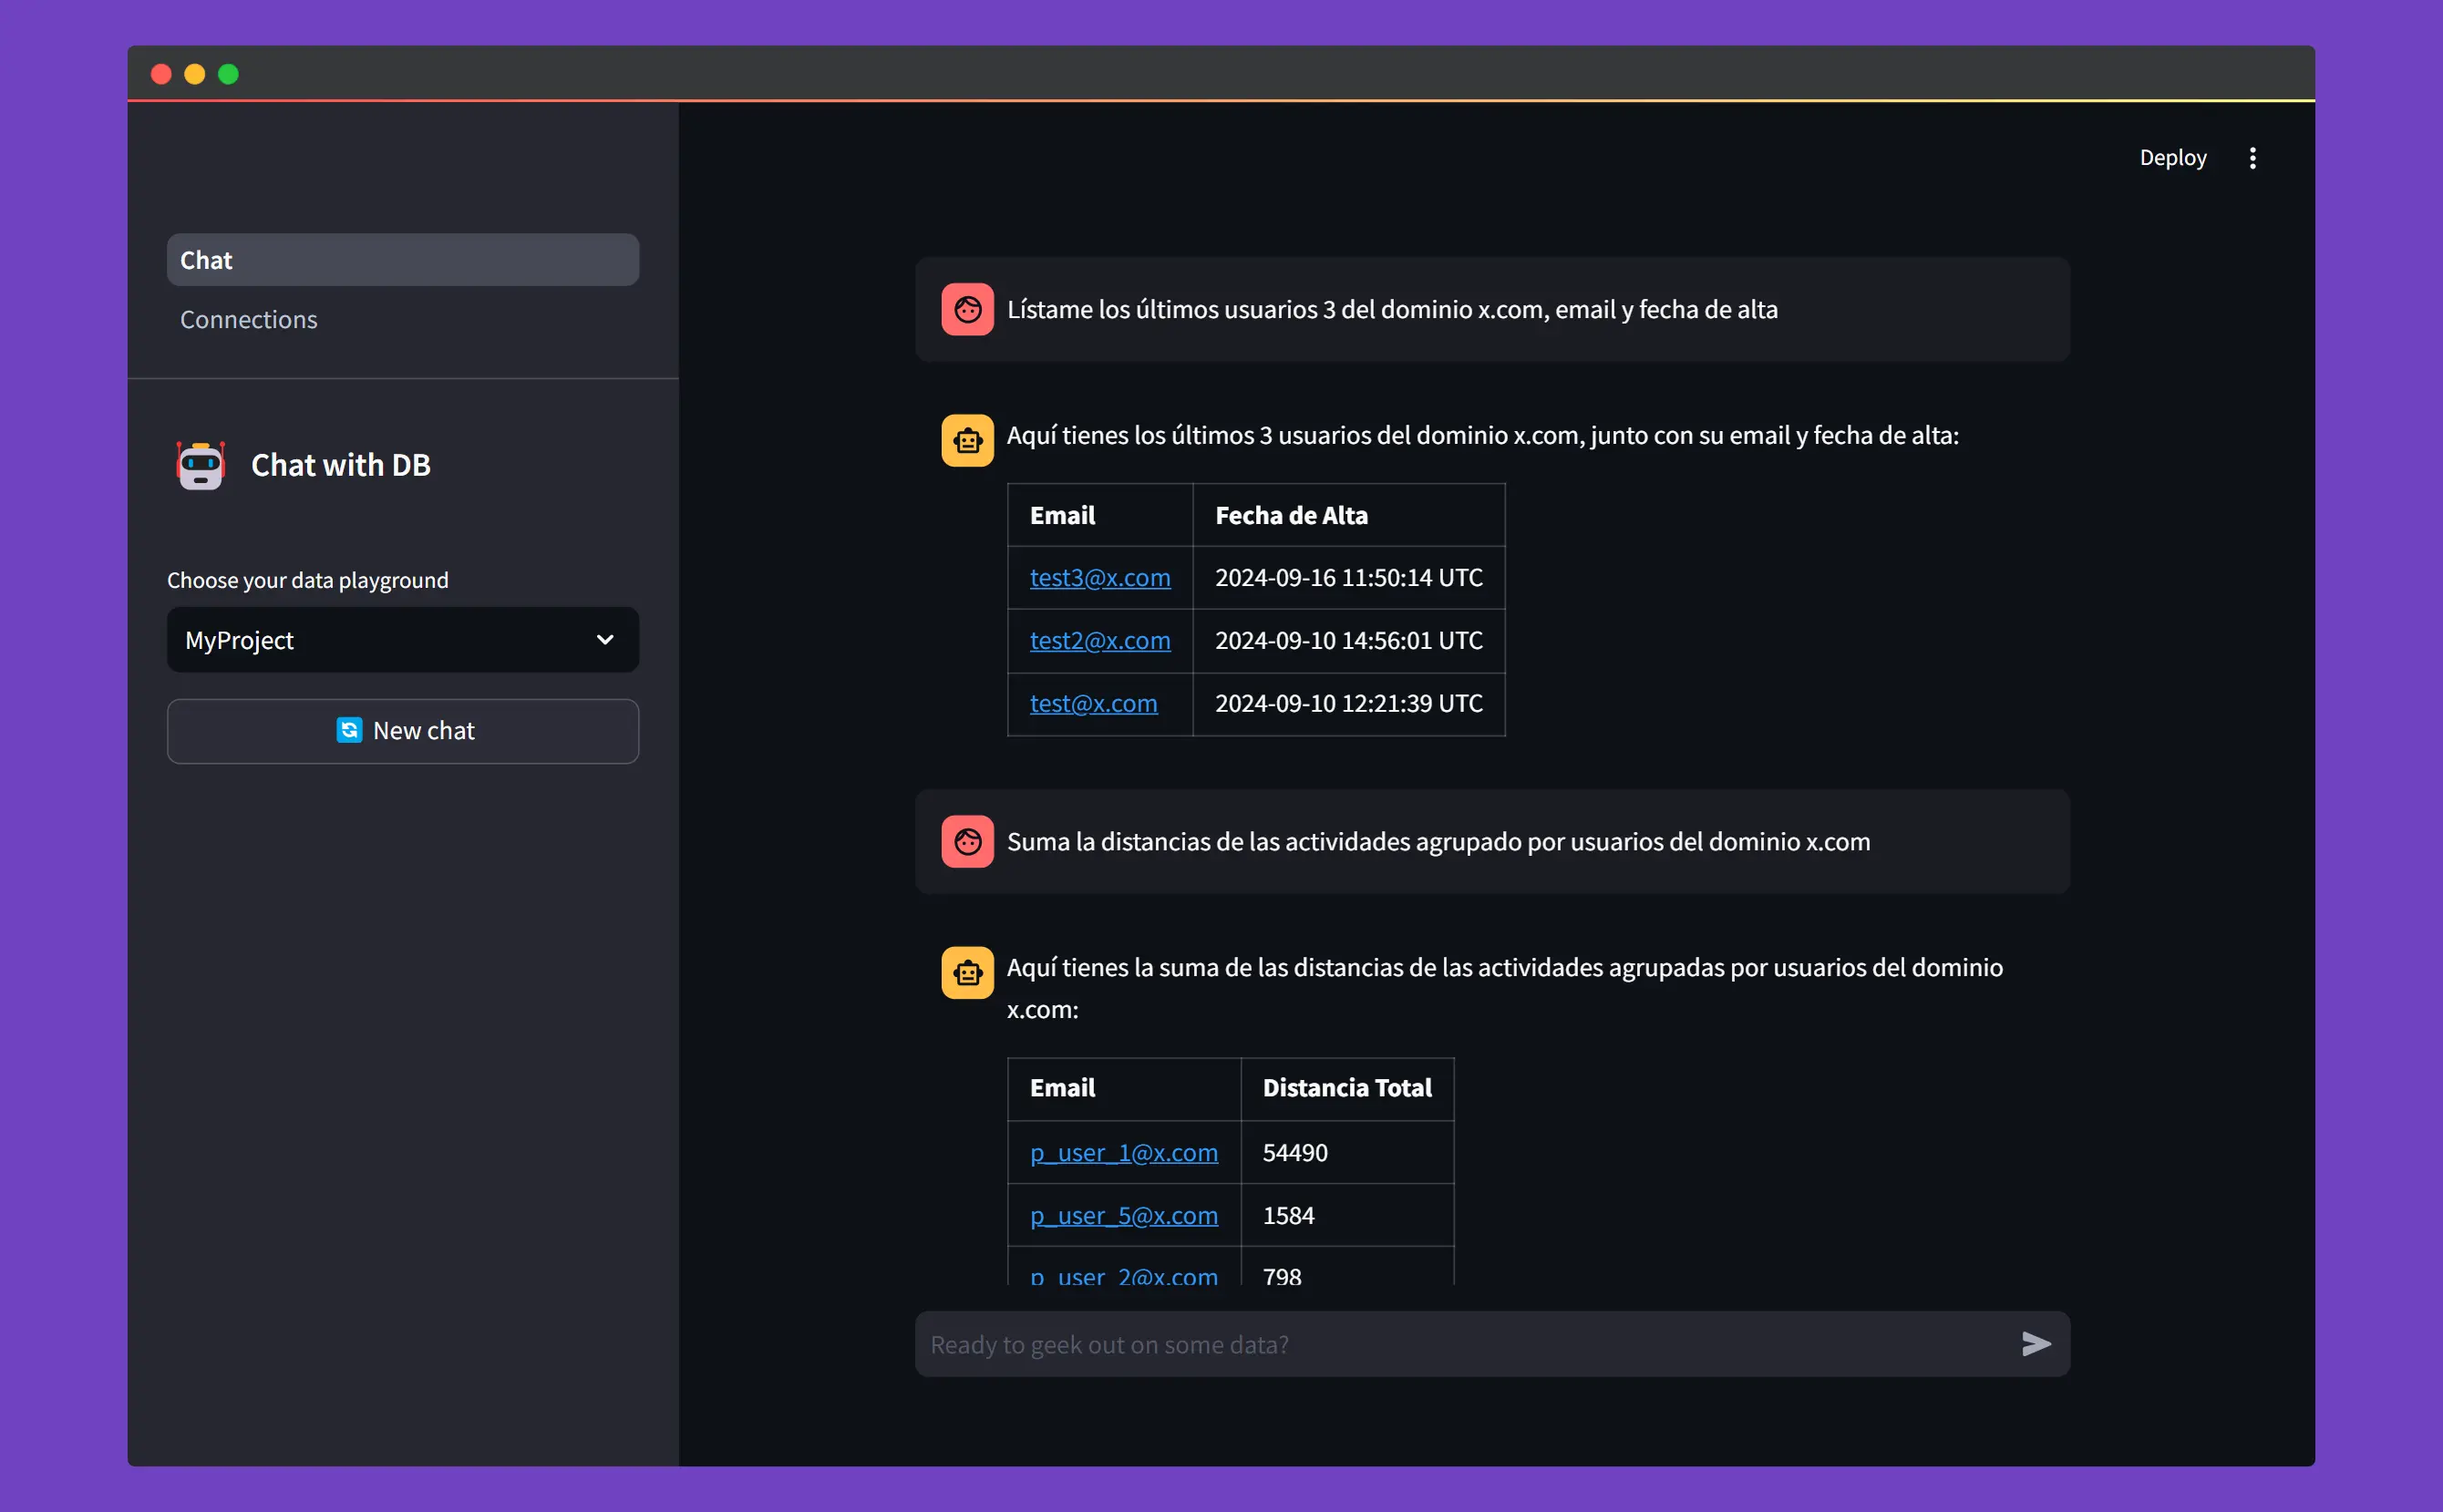 Deploy
Chat
Connections
Chat with DB
Choose your data playground
MyProject
New chat
Lístame los últimos usuarios 3 del dominio x.com, email y fecha de alta
Aquí tienes los últimos 3 usuarios del dominio x.com, junto con su email y fecha de alta:
Email Fecha de Alta
test3@x.com 2024-09-16 11:50:14 UTC
test2@x.com 2024-09-10 14:56:01 UTC
test@x.com 2024-09-10 12:21:39 UTC
Suma la distancias de las actividades agrupado por usuarios del dominio x.com
Aquí tienes la suma de las distancias de las actividades agrupadas por usuarios del dominio
x.com:
Email Distancia Total
p_user_1@x.com 54490
p_user_5@x.com 1584
p_user_2@x.com 798
Ready to geek out on some data?